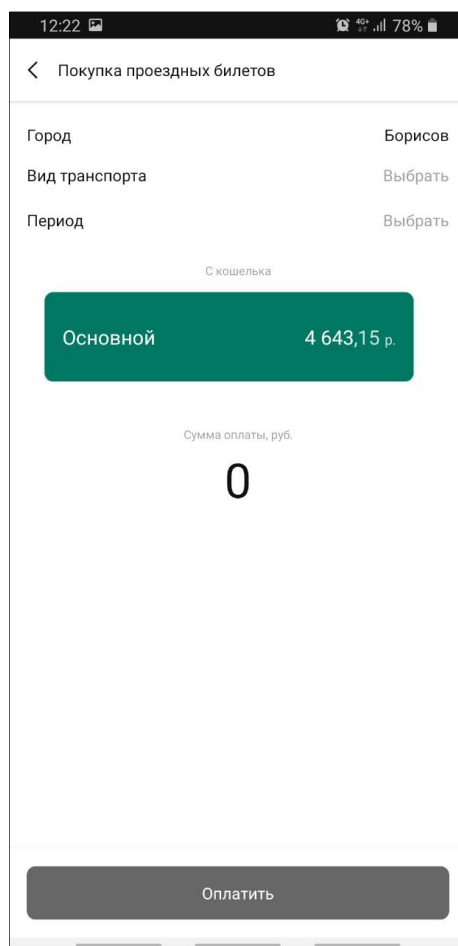 12:22 4G+ 78%
Покупка проездных билетов
Город Борисов
Вид транспорта Выбрать
Период Выбрать
С кошелька
Основной 4 643,15 р.
Сумма оплаты, руб.
0
Оплатить